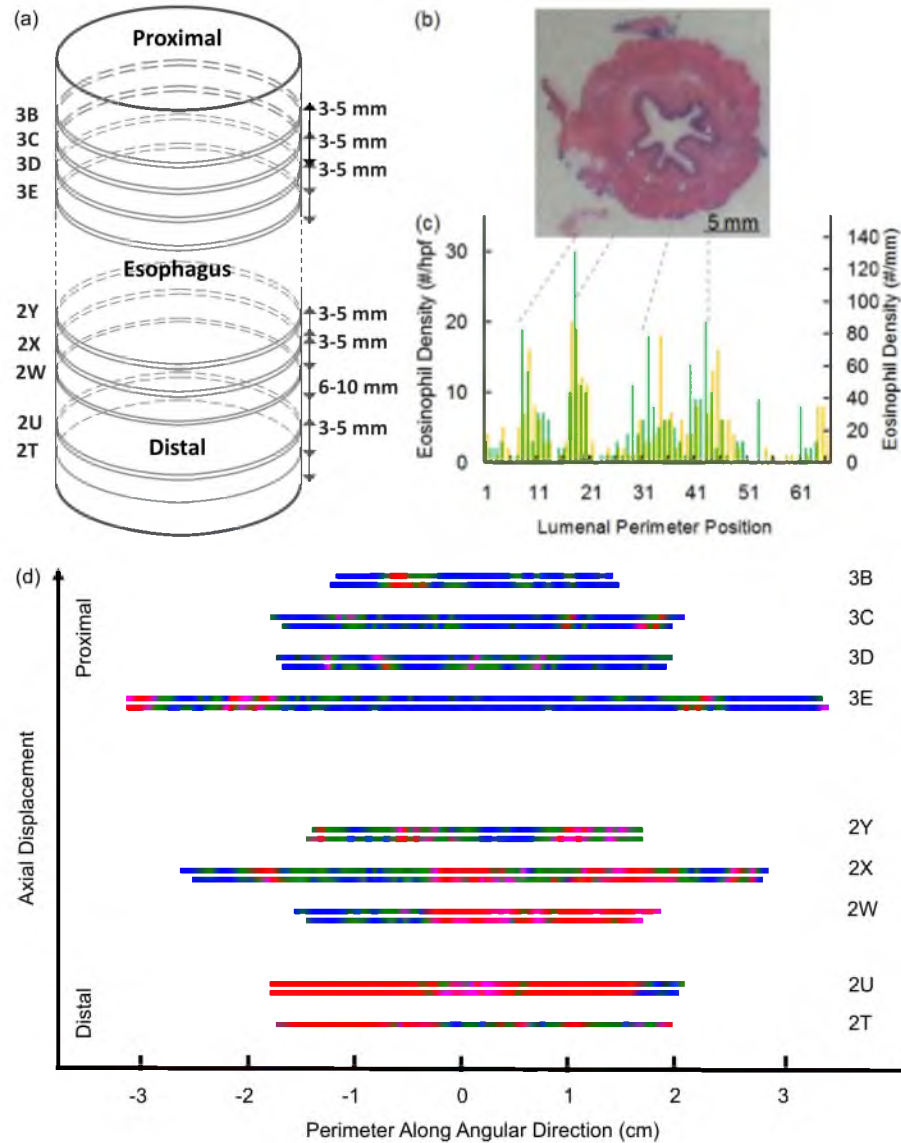 (a)
Proximal
3B
3C
3D
3E
3-5 mm
3-5 mm
3-5 mm
Esophagus
2Y
2X
2W
2U
2T
3-5 mm
3-5 mm
6-10 mm
3-5 mm
Distal
(b)
5 mm
(c)
Eosinophil Density (#/hpf)
30
20
10
0
140
120
100
80
60
40
20
0
Eosinophil Density (#/mm)
1 11 21 31 41 51 61
Lumenal Perimeter Position
(d)
Axial Displacement
Proximal
Distal
3B
3C
3D
3E
2Y
2X
2W
2U
2T
-3 -2 -1 0 1 2 3
Perimeter Along Angular Direction (cm)